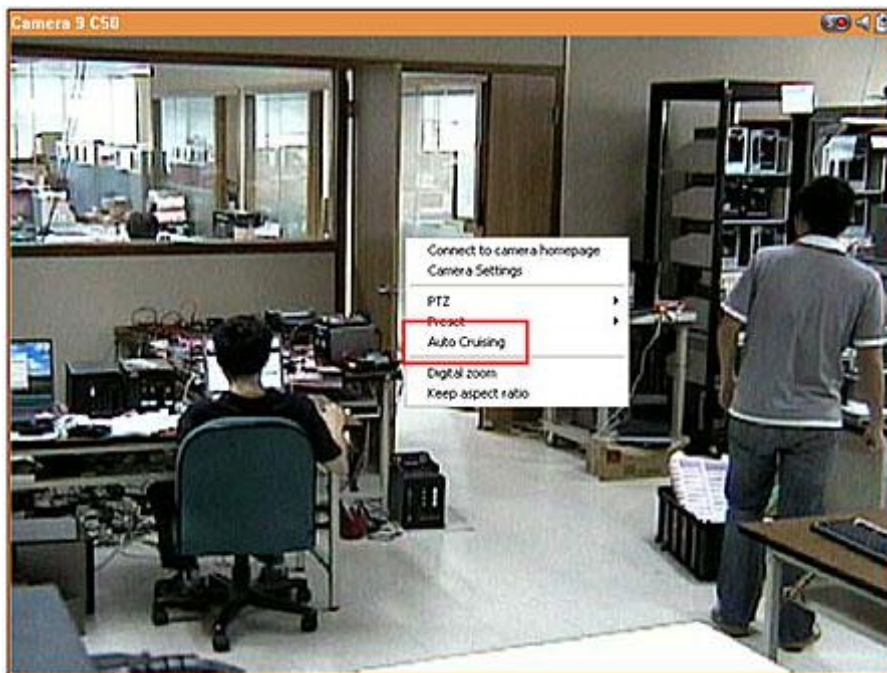 Camera 9 C50
Connect to camera homepage
Camera Settings
PTZ
Preset
Auto Cruising
Digital zoom
Keep aspect ratio